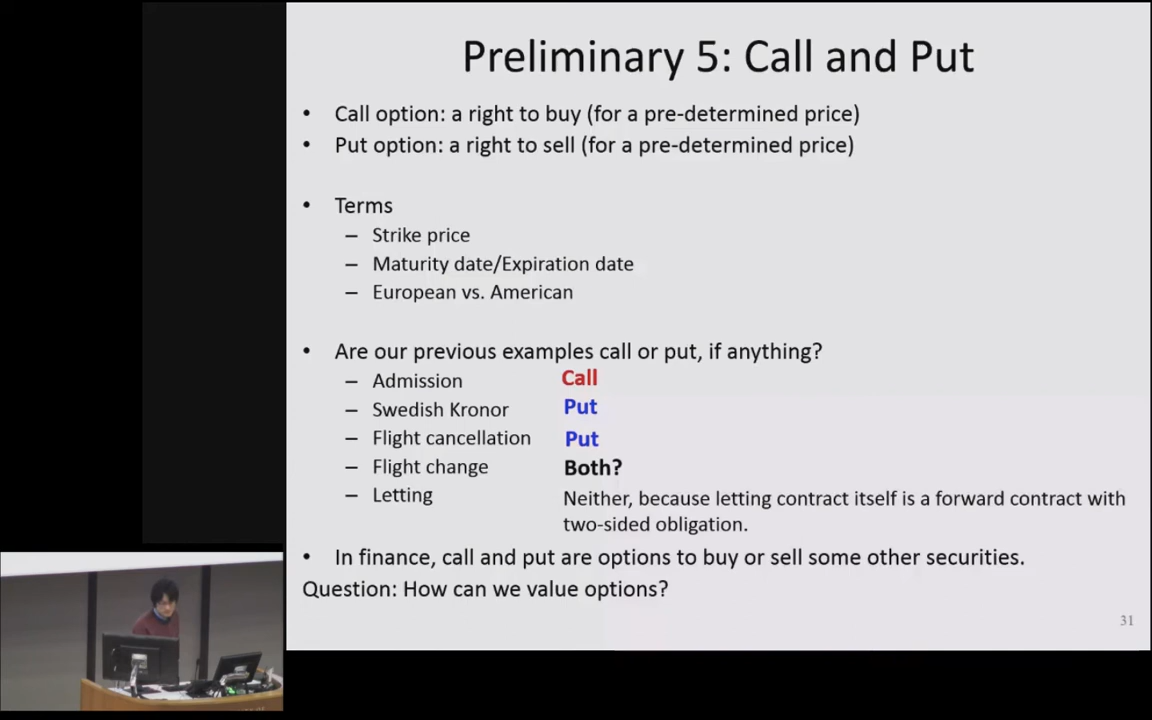 Preliminary 5: Call and Put
• Call option: a right to buy (for a pre-determined price)
• Put option: a right to sell (for a pre-determined price)
• Terms
– Strike price
– Maturity date/Expiration date
– European vs. American
• Are our previous examples call or put, if anything?
– Admission Call
– Swedish Kronor Put
– Flight cancellation Put
– Flight change Both?
– Letting Neither, because letting contract itself is a forward contract with
two-sided obligation.
• In finance, call and put are options to buy or sell some other securities.
Question: How can we value options?
31